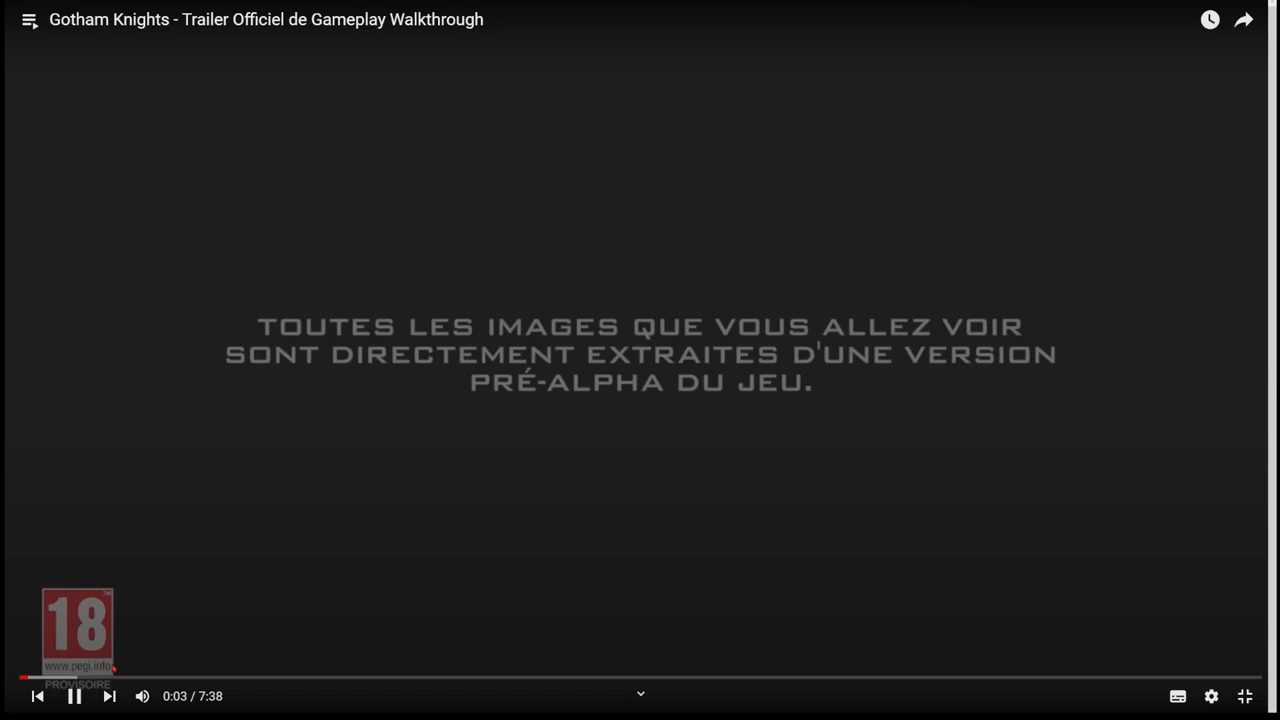 Gotham Knights - Trailer Officiel de Gameplay Walkthrough
TOUTES LES IMAGES QUE VOUS ALLEZ VOIR
SONT DIRECTEMENT EXTRAITES D'UNE VERSION
PRÉ-ALPHA DU JEU.
18
www.pegi.info
PROVISOIRE
0:03 / 7:38